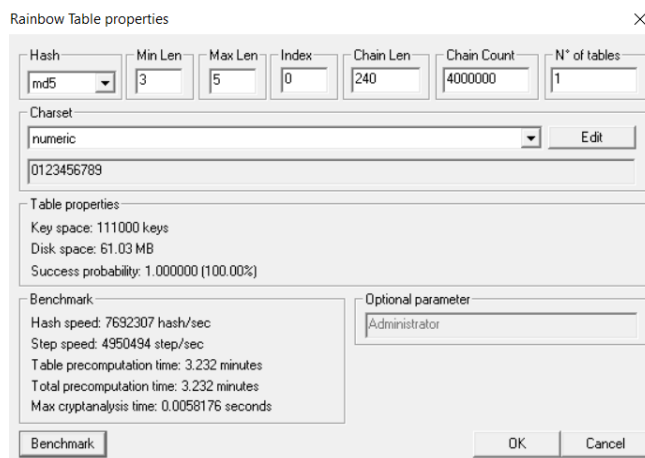 Rainbow Table properties
Hash Min Len Max Len Index Chain Len Chain Count N° of tables
md5 3 5 0 240 4000000 1
Charset
numeric Edit
0123456789
Table properties
Key space: 111000 keys
Disk space: 61.03 MB
Success probability: 1.000000 (100.00%)
Benchmark Optional parameter
Hash speed: 7692307 hash/sec Administrator
Step speed: 4950494 step/sec
Table precomputation time: 3.232 minutes
Total precomputation time: 3.232 minutes
Max cryptanalysis time: 0.0058176 seconds
Benchmark OK Cancel